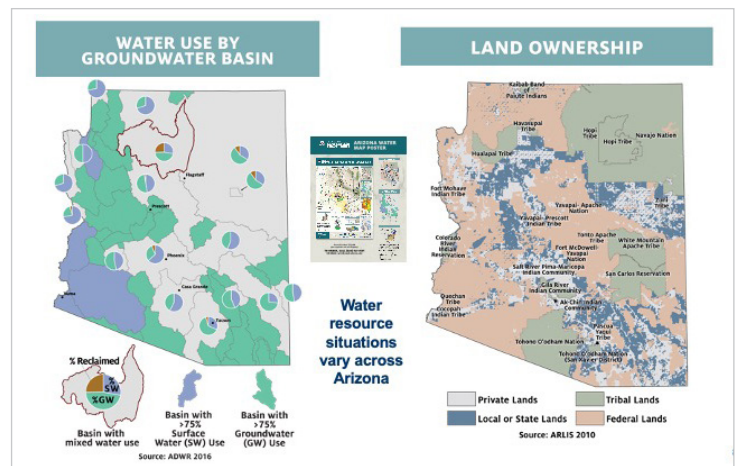 WATER USE BY
GROUNDWATER BASIN
Flagstaff
Prescott
Phoenix
Casa Grande
Yuma
Tucson
% Reclaimed
%
SW
%GW
Basin with
mixed water use
Basin with
>75%
Surface
Water (SW) Use
Basin with
>75%
Groundwater
(GW) Use
Source: ADWR 2016
ARIZONA WATER
MAP POSTER
Water
resource
situations
vary across
Arizona
LAND OWNERSHIP
Kaibab Band
of
Paiute Indians
Havasupai
Tribe
Hopi
Tribe
Navajo Nation
Hopi Tribe
Hualapai Tribe
Fort Mohave
Indian Tribe
Yavapai- Apache
Nation
Yavapai- Prescott
Indian Tribe
Colorado
River
Indian
Reservation
Tonto Apache
Tribe
White Mountain
Apache Tribe
Fort McDowell-
Yavapai
Nation
Salt River Pima-Maricopa
Indian Community
San Carlos Reservation
Gila River
Indian Community
Quechan
Tribe
Cocopah
Indian Tribe
Ak-Chin Indian
Community
Pascua
Yaqui
Tribe
Tohono O'odham Nation
Tohono O'odham Nation
(San Xavier District)
Private Lands
Tribal Lands
Local or State Lands
Federal Lands
Source: ARLIS 2010